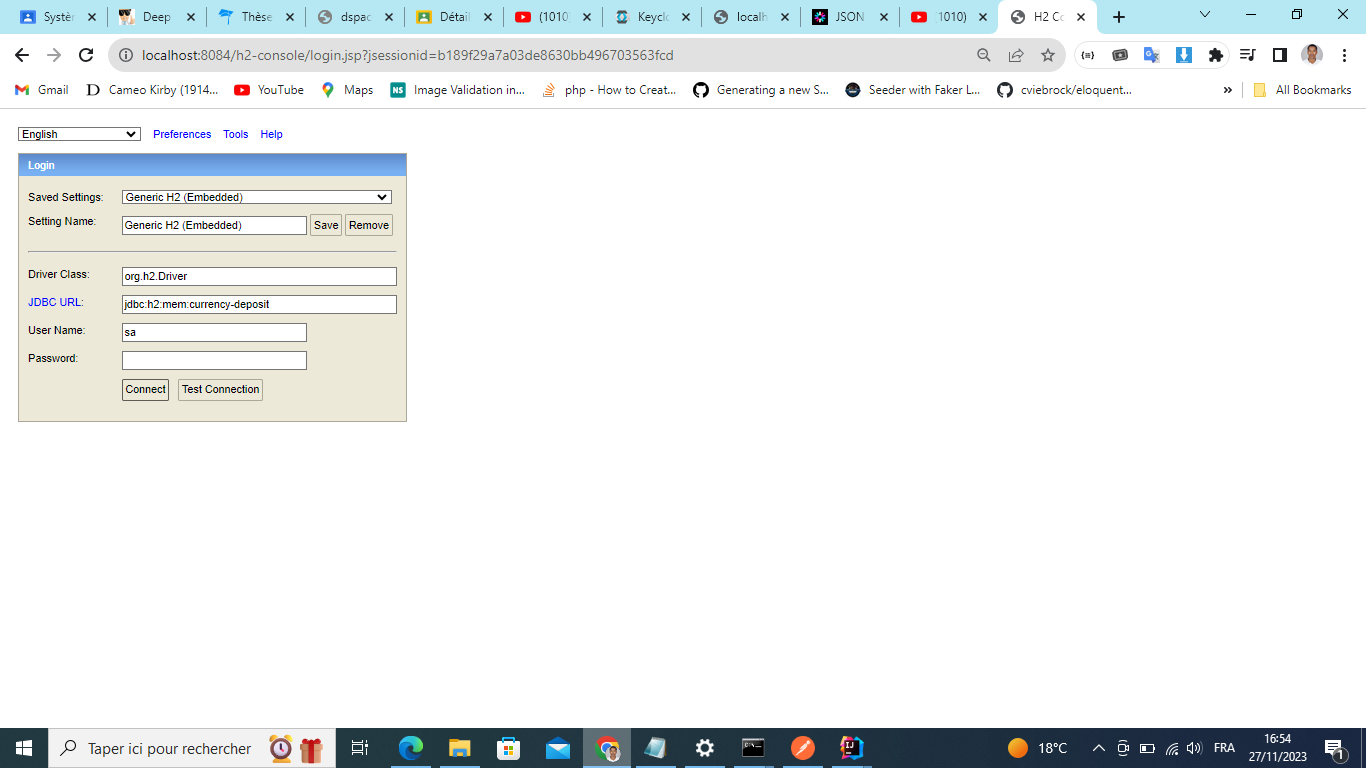 Systèr
Deep
Thèse
dspac
Détail
(1010
Keyclo
localh
JSON
1010)
H2 Co
localhost:8084/h2-console/login.jsp?jsessionid=b189f29a7a03de8630bb496703563fcd
Gmail
Cameo Kirby (1914...
YouTube
Maps
NS
Image Validation in...
php - How to Creat...
Generating a new S...
Seeder with Faker L...
cviebrock/eloquent...
»
All Bookmarks
English
Preferences
Tools
Help
Login
Saved Settings:
Generic H2 (Embedded)
Setting Name:
Generic H2 (Embedded)
Save
Remove
Driver Class:
org.h2.Driver
JDBC URL:
jdbc:h2:mem:currency-deposit
User Name:
sa
Password:
Connect
Test Connection
Taper ici pour rechercher
18°C
FRA
16:54
27/11/2023
1